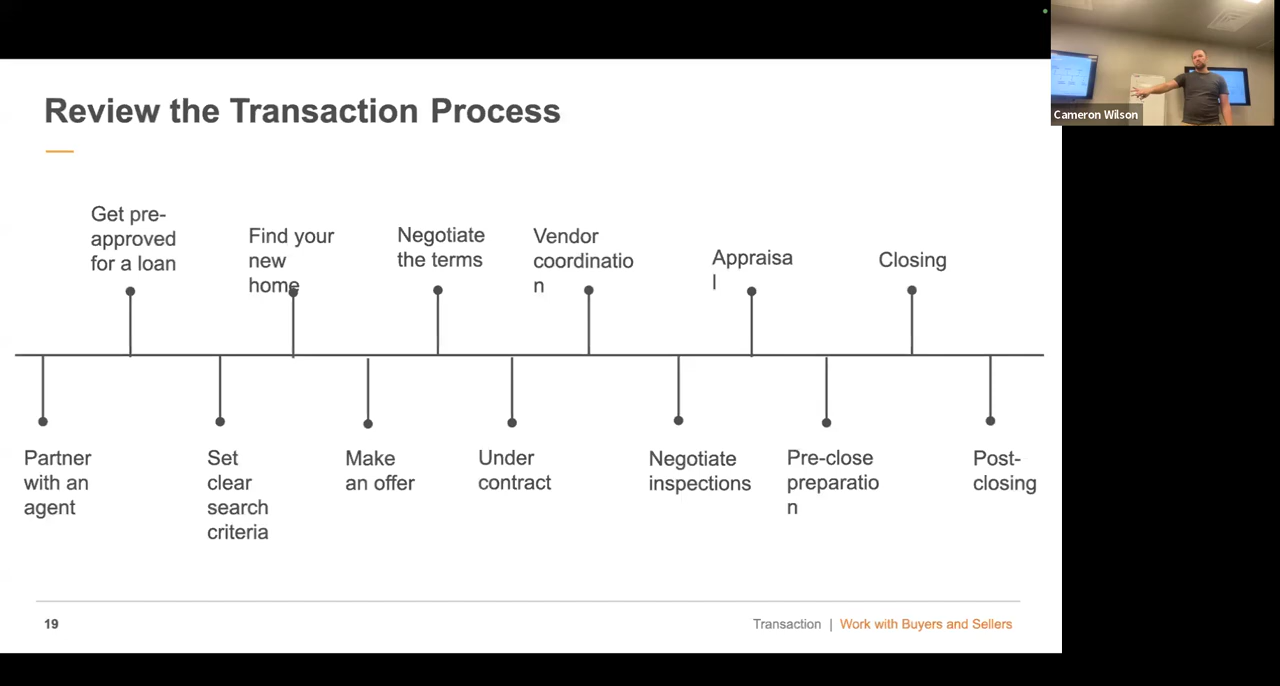 Cameron Wilson
Review the Transaction Process
Get pre-
approved
for a loan
Find your
new
home
Negotiate
the terms
Vendor
coordinatio
n
Appraisa
l
Closing
Partner
with an
agent
Set
clear
search
criteria
Make
an offer
Under
contract
Negotiate
inspections
Pre-close
preparatio
n
Post-
closing
19
Transaction | Work with Buyers and Sellers